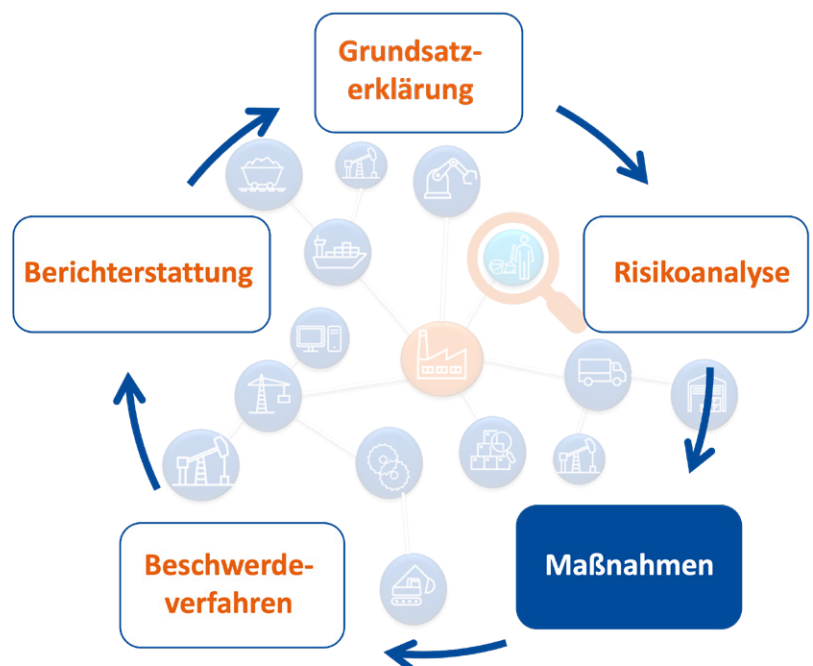 Grundsatz-
erklärung
Risikoanalyse
Maßnahmen
Beschwerde-
verfahren
Berichterstattung